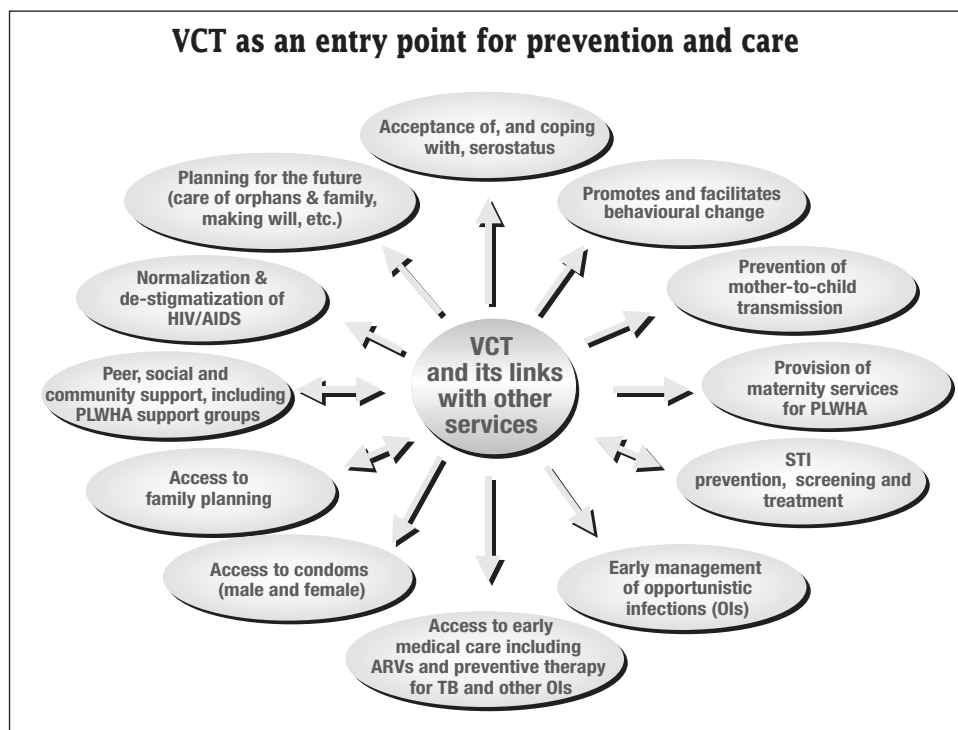 VCT as an entry point for prevention and care
Acceptance of, and coping
with, serostatus
Planning for the future
(care of orphans & family,
making will, etc.)
Promotes and facilitates
behavioural change
Normalization &
de-stigmatization of
HIV/AIDS
Prevention of
mother-to-child
transmission
VCT
and its links
with other
services
Peer, social and
community support, including
PLWHA support groups
Provision of
maternity services
for PLWHA
Access to
family planning
STI
prevention, screening and
treatment
Access to condoms
(male and female)
Early management
of opportunistic
infections (OIs)
Access to early
medical care including
ARVs and preventive therapy
for TB and other OIs